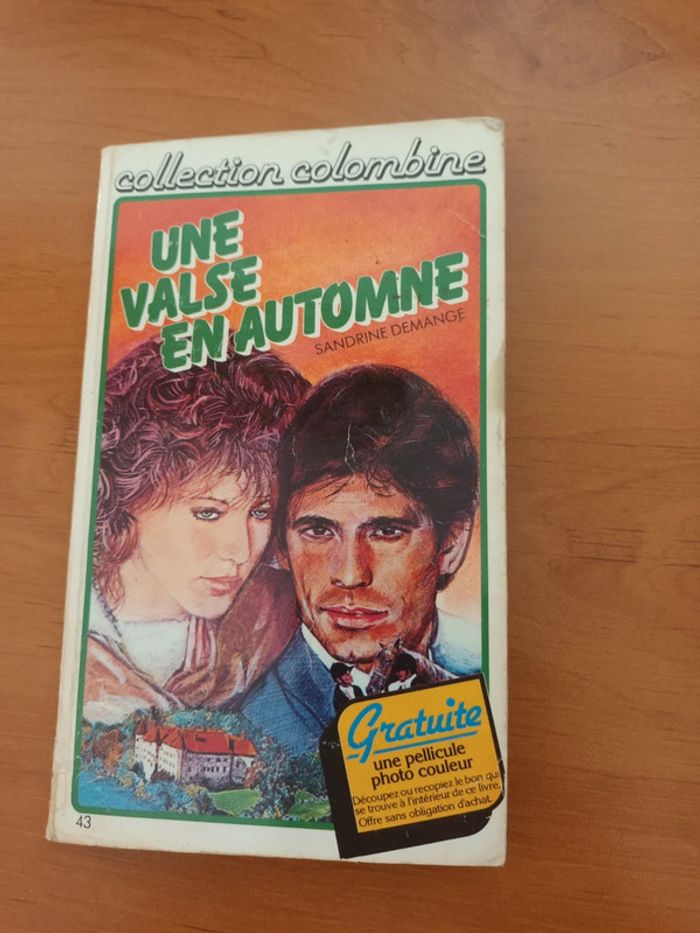 collection colombine
UNE
VALSE
EN AUTOMNE
SANDRINE DEMANGE
Gratuite
une pellicule
photo couleur
Découpez ou recopiez le bon qui
se trouve à l'intérieur de ce livre.
Offre sans obligation d'achat.
43